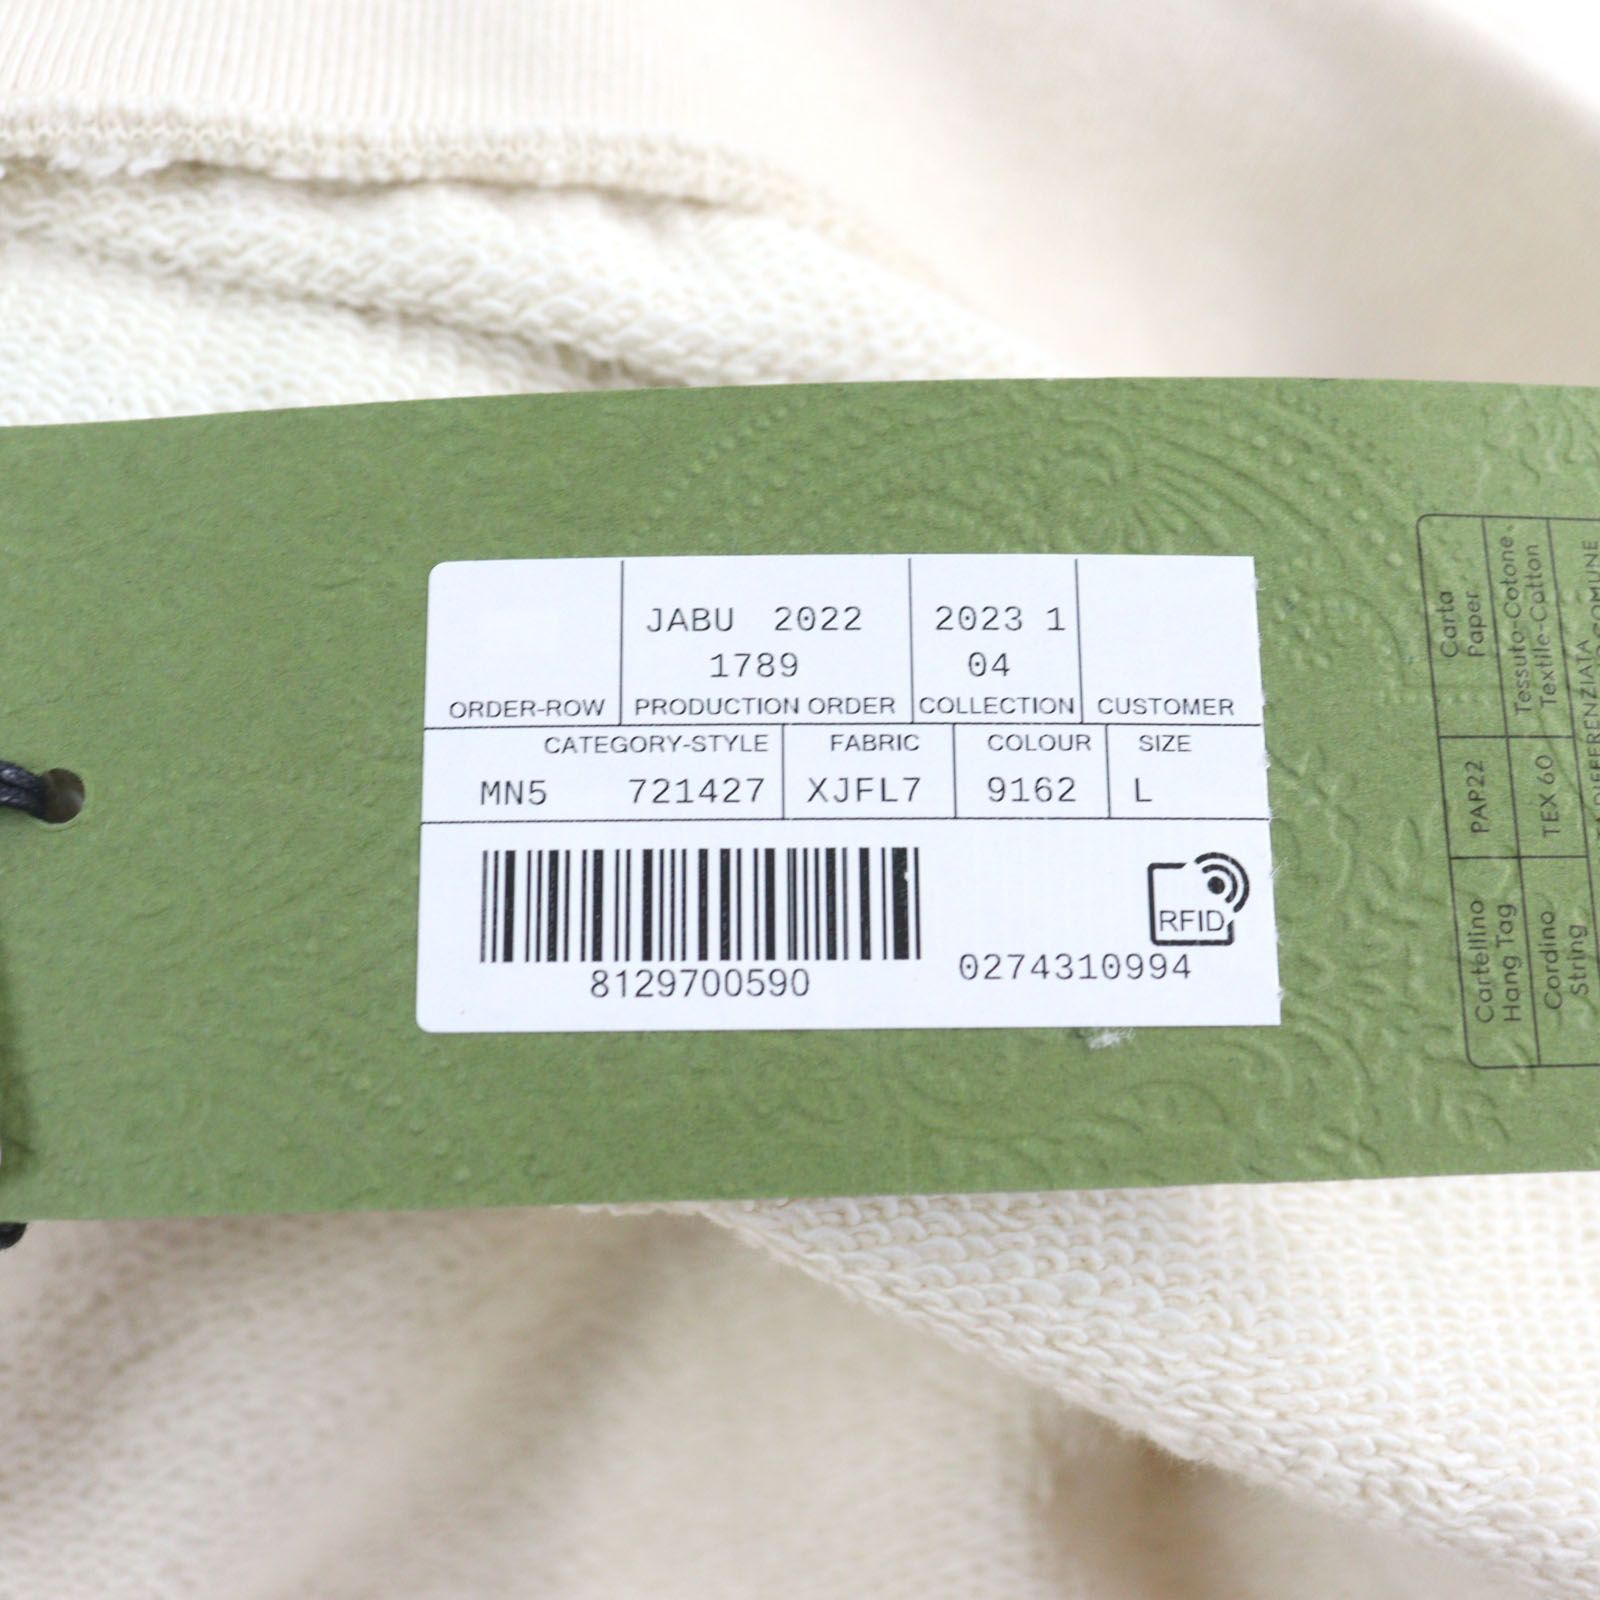 JABU 2022 2023 1
1789 04
ORDER-ROW PRODUCTION ORDER COLLECTION CUSTOMER
CATEGORY-STYLE FABRIC COLOUR SIZE
MN5 721427 XJFL7 9162 L
RFID
8129700590 0274310994
Carta
Paper
Tessuto-Cotone
Textile-Cotton
PAP22
TEX 60
Cartellino
Hang Tag
Cordino
String
DIFFERENZIATA
COMUNE